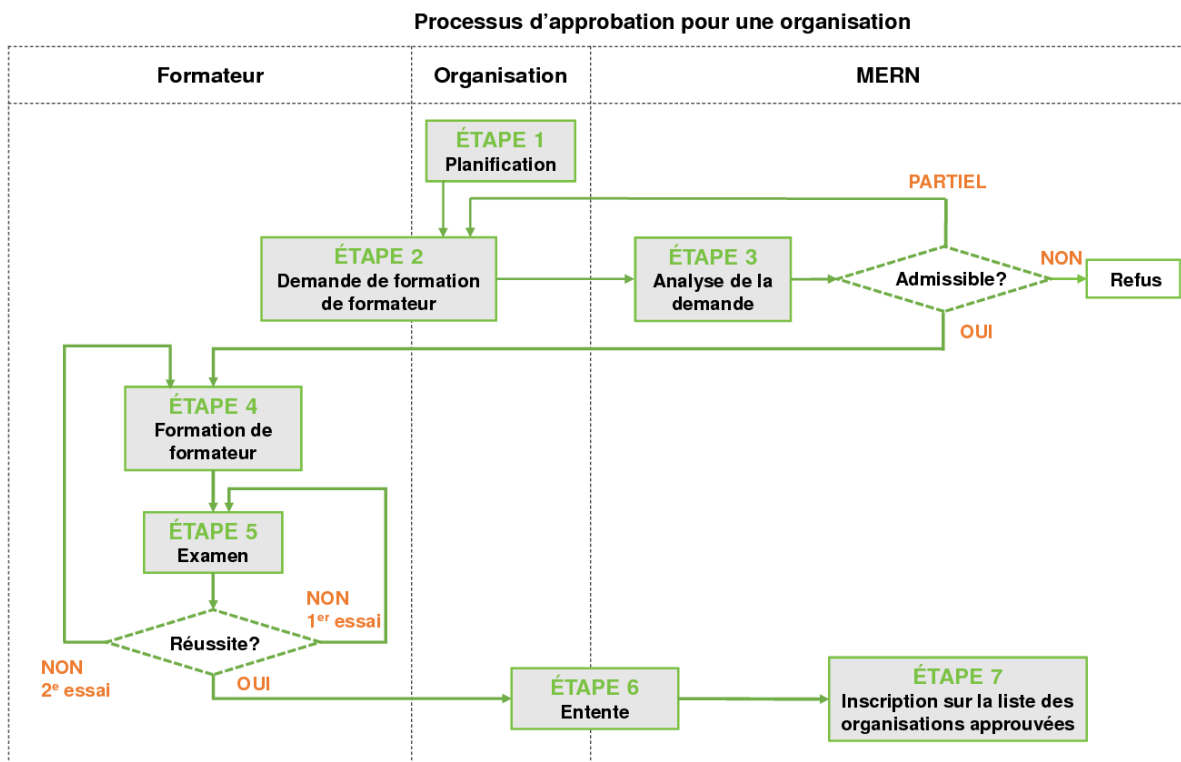 Processus d’approbation pour une organisation
Formateur
Organisation
MERN
ÉTAPE 1
Planification
PARTIEL
ÉTAPE 2
Demande de formation
de formateur
ÉTAPE 3
Analyse de la
demande
Admissible?
NON
Refus
OUI
ÉTAPE 4
Formation de
formateur
ÉTAPE 5
Examen
NON
1er essai
Réussite?
NON
2e essai
OUI
ÉTAPE 6
Entente
ÉTAPE 7
Inscription sur la liste des
organisations approuvées